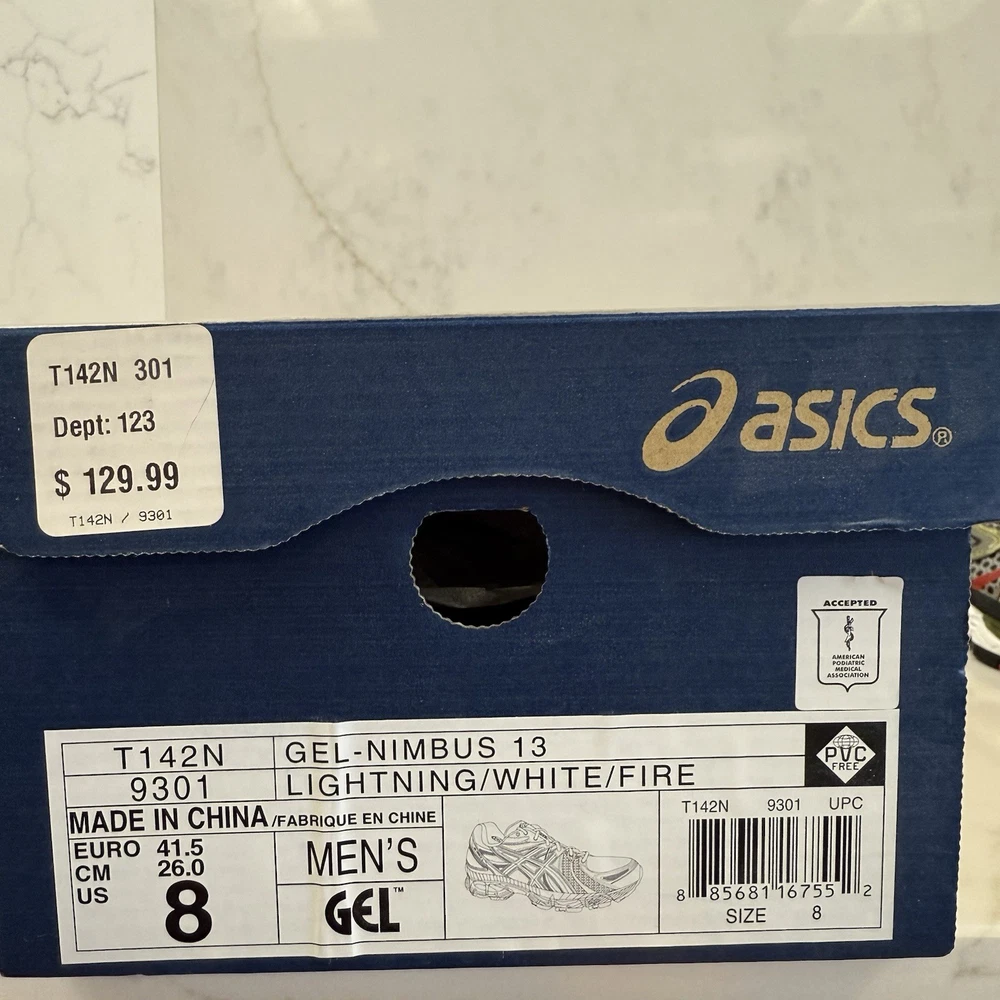 T142N 301
Dept: 123
$ 129.99
T142N / 9301
asics®
ACCEPTED
AMERICAN
PODIATRIC
MEDICAL
ASSOCIATION
T142N
GEL-NIMBUS 13
9301
LIGHTNING/WHITE/FIRE
PVC
FREE
MADE IN CHINA/FABRIQUE EN CHINE
EURO 41.5
CM 26.0
US 8
MEN'S
GEL™
T142N 9301 UPC
8 85681 16755 2
SIZE 8